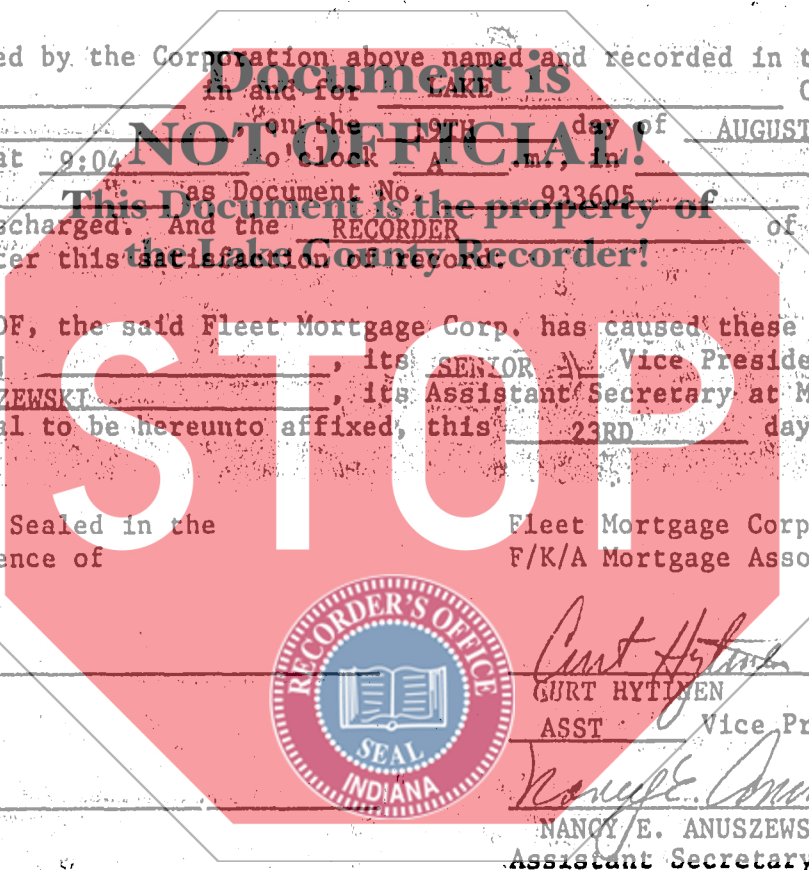 ed by the Corporation above named and recorded in t
Document is
in and for LAKE C
NOT OFFICIAL!
, on the 19TH day of AUGUST
at 9:04 o'clock A .m., in
as Document No. 933605
This Document is the property of
scharged. And the RECORDER of
the Lake County Recorder!
er this satisfaction of record.
OF, the said Fleet Mortgage Corp. has caused these
, its SENIOR Vice Preside
ZEWSKI , its Assistant Secretary at M
al to be hereunto affixed, this 23RD day
STOP
Sealed in the Fleet Mortgage Corp
ence of F/K/A Mortgage Asso
RECORDER'S OFFICE
SEAL
INDIANA
Curt Hytinen
CURT HYTINEN
ASST Vice Pr
Nancy E. Anu
NANCY E. ANUSZEWS
Assistant Secretary